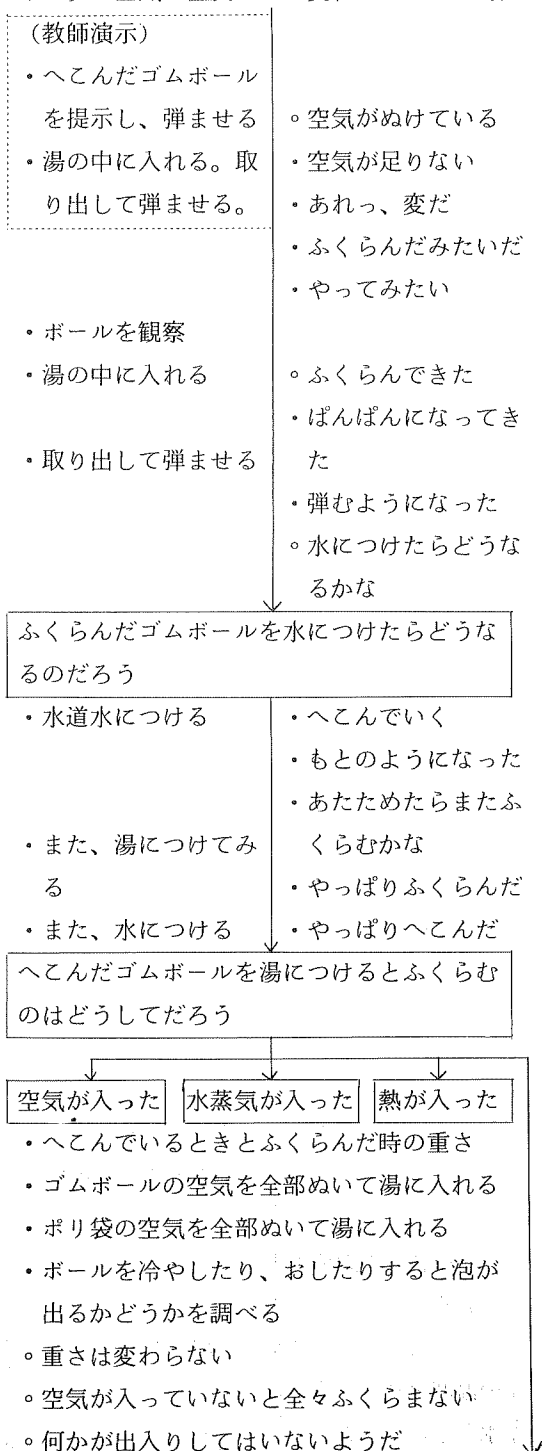 （教師演示）
・へこんだゴムボール
を提示し、弾ませる
・湯の中に入れる。取
り出して弾ませる。
◦空気がぬけている
・空気が足りない
・あれっ、変だ
・ふくらんだみたいだ
・やってみたい
・ボールを観察
・湯の中に入れる
・取り出して弾ませる
◦ふくらんできた
・ぱんぱんになってき
た
・弾むようになった
◦水につけたらどうな
るかな
ふくらんだゴムボールを水につけたらどうな
るのだろう
・水道水につける
・また、湯につけてみ
る
・また、水につける
・へこんでいく
・もとのようになった
・あたためたらまたふ
くらむかな
・やっぱりふくらんだ
・やっぱりへこんだ
へこんだゴムボールを湯につけるとふくらむ
のはどうしてだろう
空気が入った
水蒸気が入った
熱が入った
・へこんでいるときとふくらんだ時の重さ
・ゴムボールの空気を全部ぬいて湯に入れる
・ポリ袋の空気を全部ぬいて湯に入れる
・ボールを冷やしたり、おしたりすると泡が
出るかどうかを調べる
◦重さは変わらない
◦空気が入っていないと全々ふくらまない
◦何かが出入りしてはいないようだ